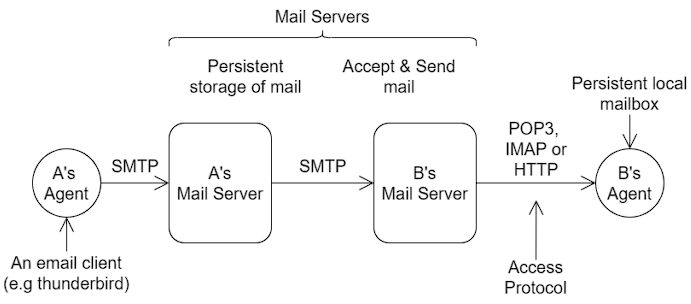 Mail Servers
Persistent
storage of mail
Accept & Send
mail
Persistent local
mailbox
POP3,
IMAP or
HTTP
SMTP
SMTP
A's
Agent
A's
Mail Server
B's
Mail Server
B's
Agent
An email client
(e.g thunderbird)
Access
Protocol